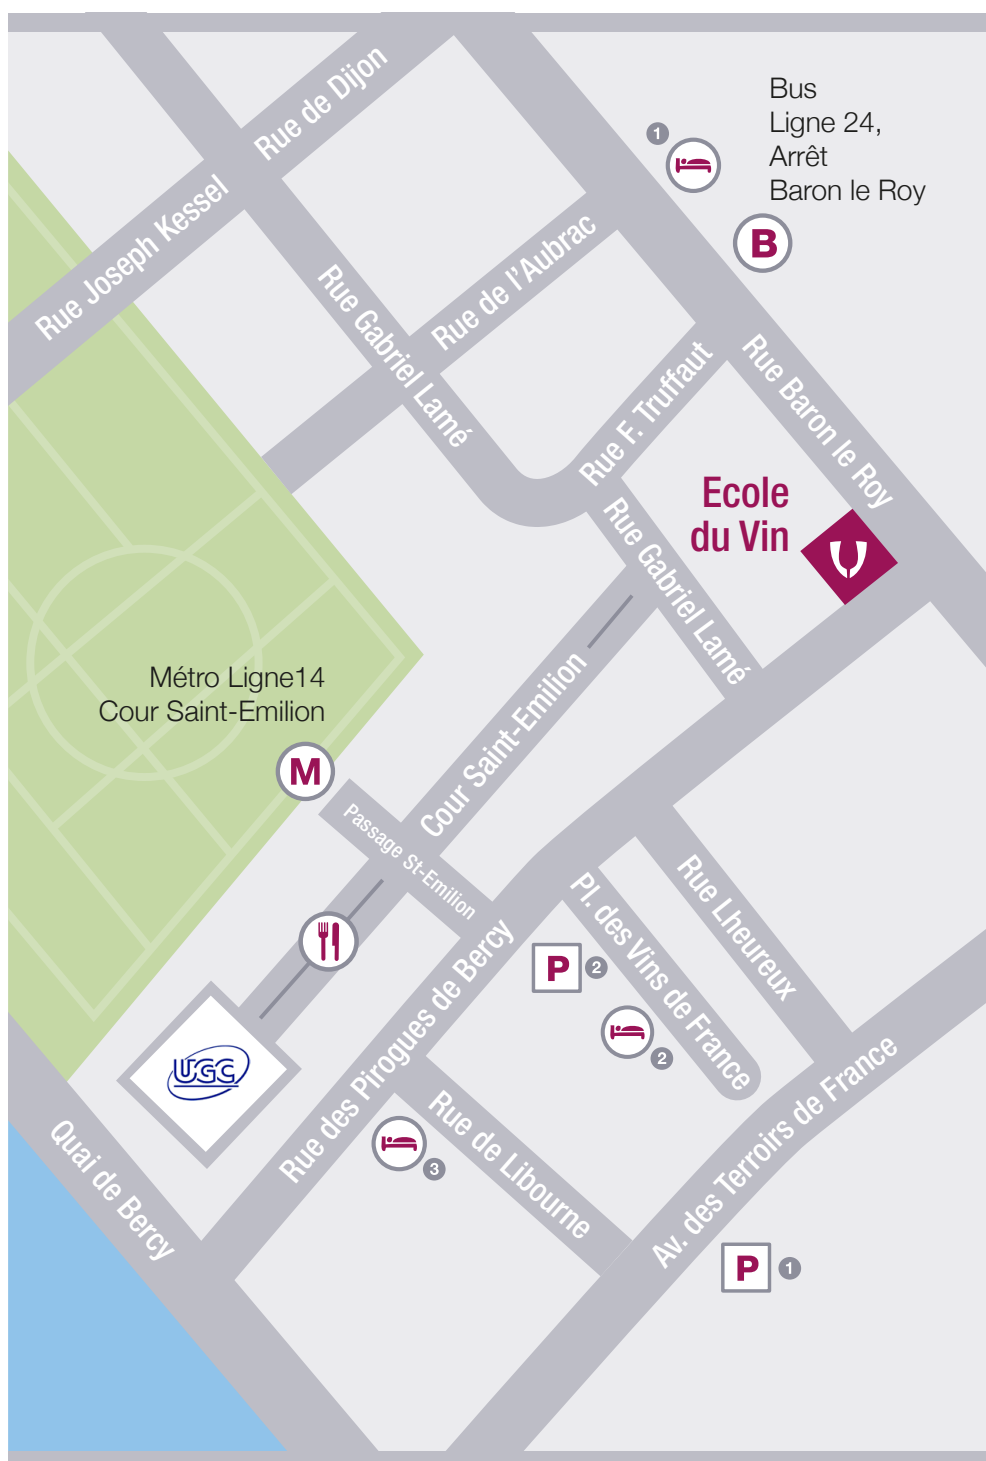 Rue de Dijon
Bus
Ligne 24,
Arrêt
Baron le Roy
1
B
Rue Joseph Kessel
Rue de l'Aubrac
Rue Gabriel Lamé
Rue F. Truffaut
Rue Baron le Roy
Ecole
du Vin
Rue Gabriel Lamé
Métro Ligne14
Cour Saint-Emilion
M
Cour Saint-Emilion
Passage St-Emilion
Rue Lheureux
Pl. des Vins de France
P
2
2
UGC
Rue des Pirogues de Bercy
Rue de Libourne
3
Quai de Bercy
Av. des Terroirs de France
P
1